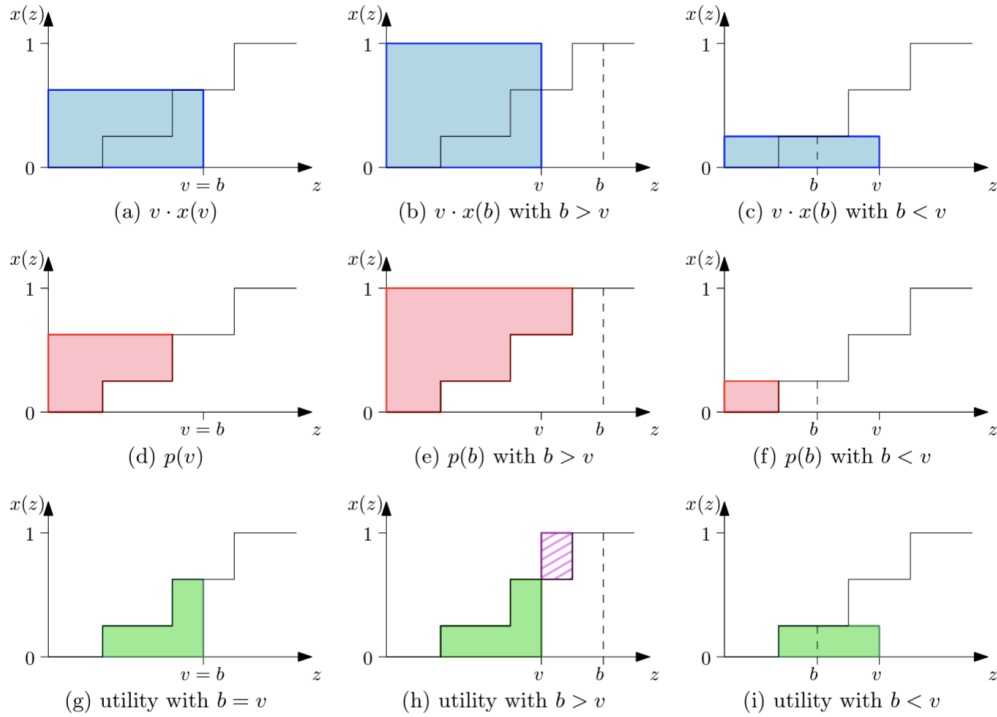 x(z) x(z) x(z)
1 1 1
0 0 0
v = b z v b z b v z
(a) v · x(v) (b) v · x(b) with b > v (c) v · x(b) with b < v
x(z) x(z) x(z)
1 1 1
0 0 0
v = b z v b z b v z
(d) p(v) (e) p(b) with b > v (f) p(b) with b < v
x(z) x(z) x(z)
1 1 1
0 0 0
v = b z v b z b v z
(g) utility with b = v (h) utility with b > v (i) utility with b < v